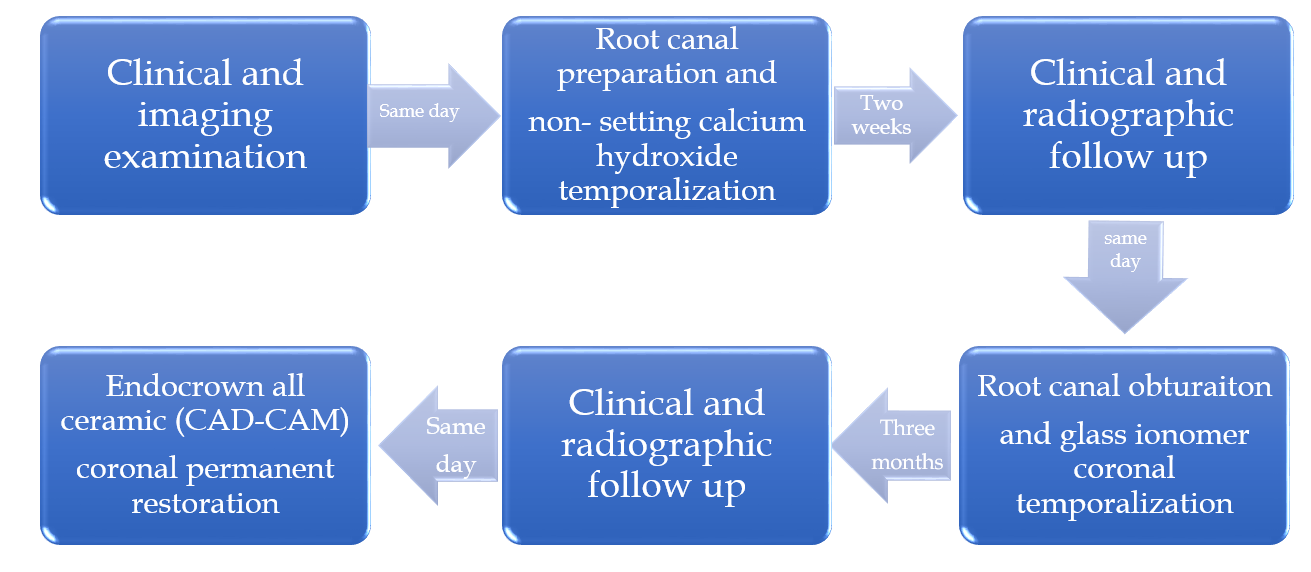 Clinical and
imaging
examination
Same day
Root canal
preparation and
non- setting calcium
hydroxide
temporalization
Two
weeks
Clinical and
radiographic
follow up
same
day
Root canal obturaiton
and glass ionomer
coronal
temporalization
Three
months
Clinical and
radiographic
follow up
Same
day
Endocrown all
ceramic (CAD-CAM)
coronal permanent
restoration